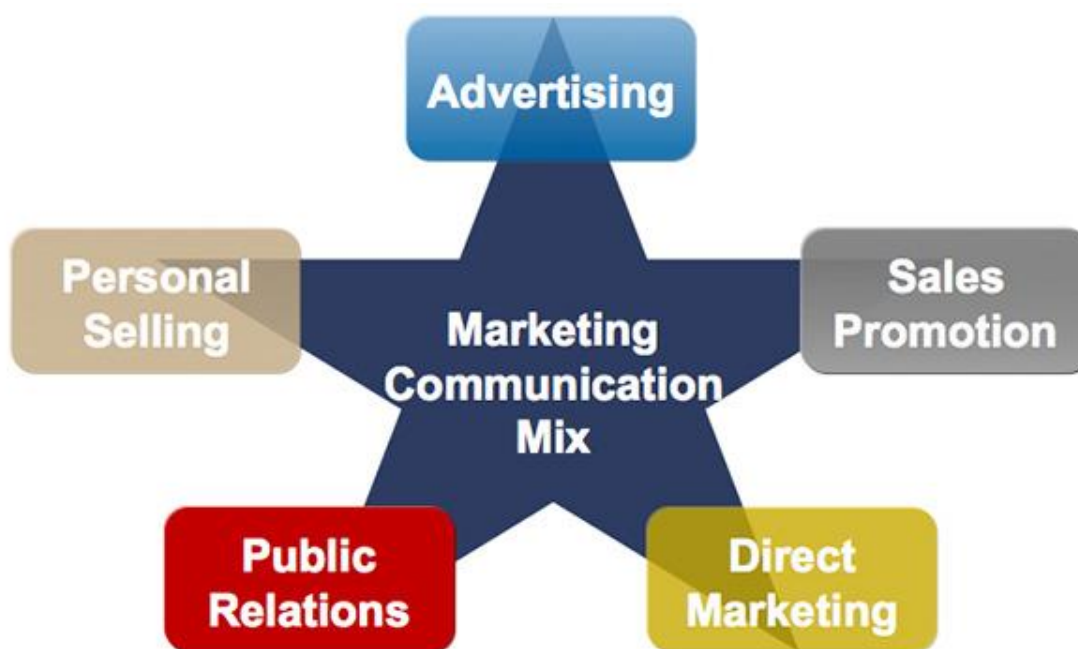 Advertising
Personal
Selling
Sales
Promotion
Marketing
Communication
Mix
Public
Relations
Direct
Marketing